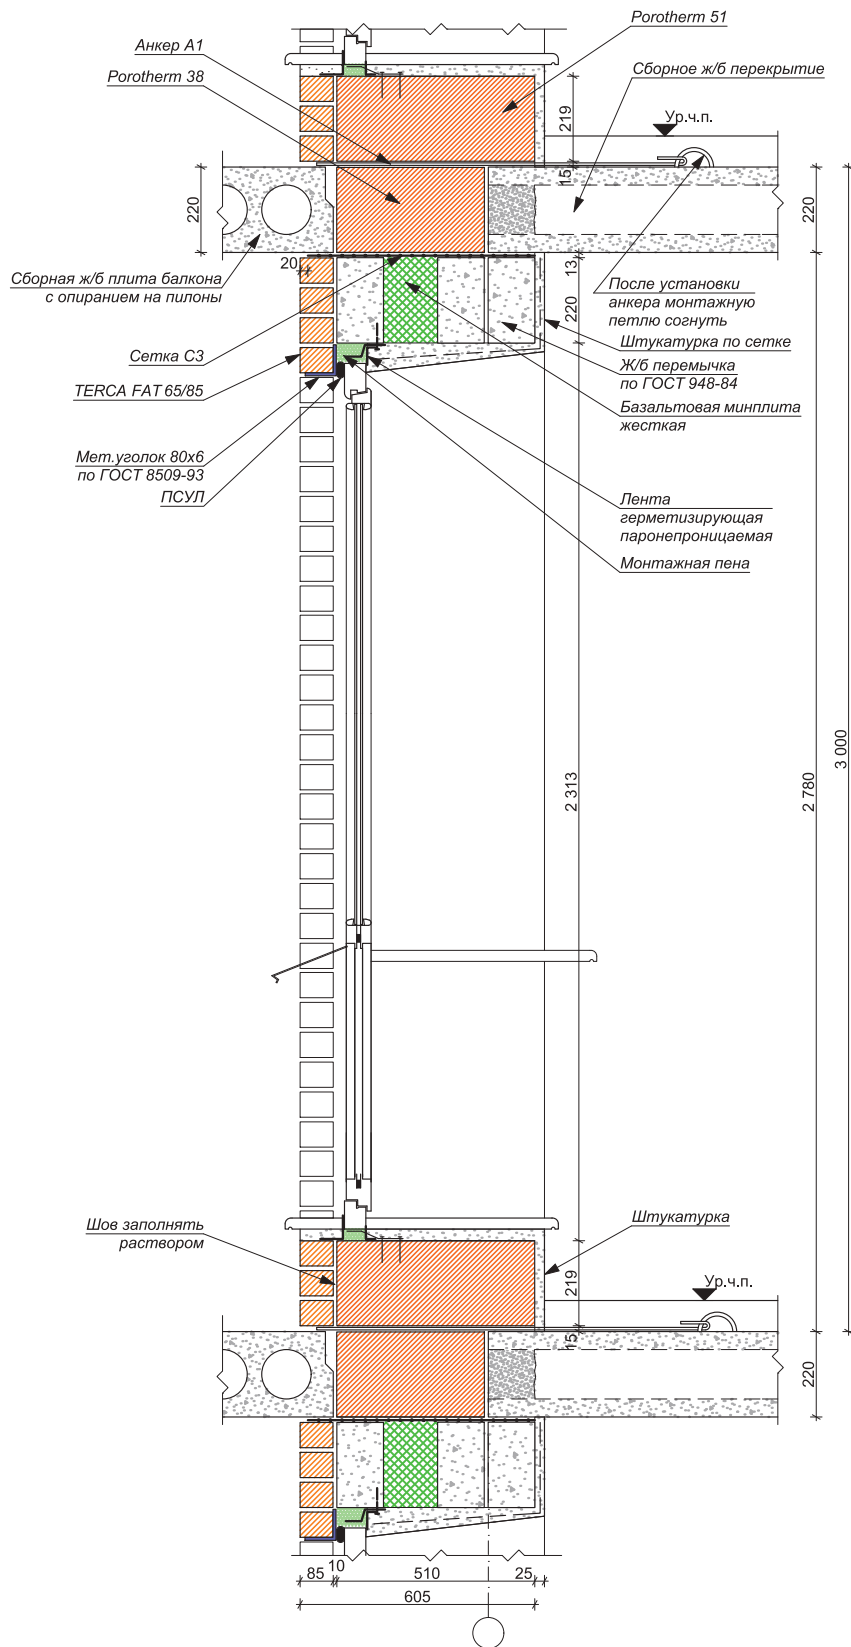 Porotherm 51
Анкер А1
Porotherm 38
Сборное ж/б перекрытие
Ур.ч.п.
219
15
220
220
Сборная ж/б плита балкона
с опиранием на пилоны
20
13
220
После установки
анкера монтажную
петлю согнуть
Штукатурка по сетке
Сетка С3
Ж/б перемычка
по ГОСТ 948-84
TERCA FAT 65/85
Базальтовая минплита
жесткая
Мет.уголок 80х6
по ГОСТ 8509-93
ПСУЛ
Лента
герметизирующая
паронепроницаемая
Монтажная пена
2 313
2 780
3 000
Шов заполнять
раствором
Штукатурка
219
Ур.ч.п.
15
220
85
10
510
25
605